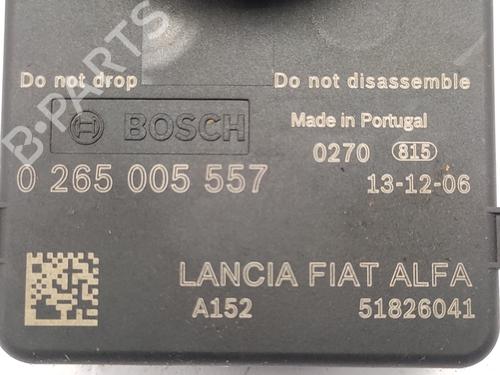 Do not drop
Do not disassemble
BOSCH
Made in Portugal
0 265 005 557
0270 815
13-12-06
LANCIA FIAT ALFA
A152
51826041
B-PARTS